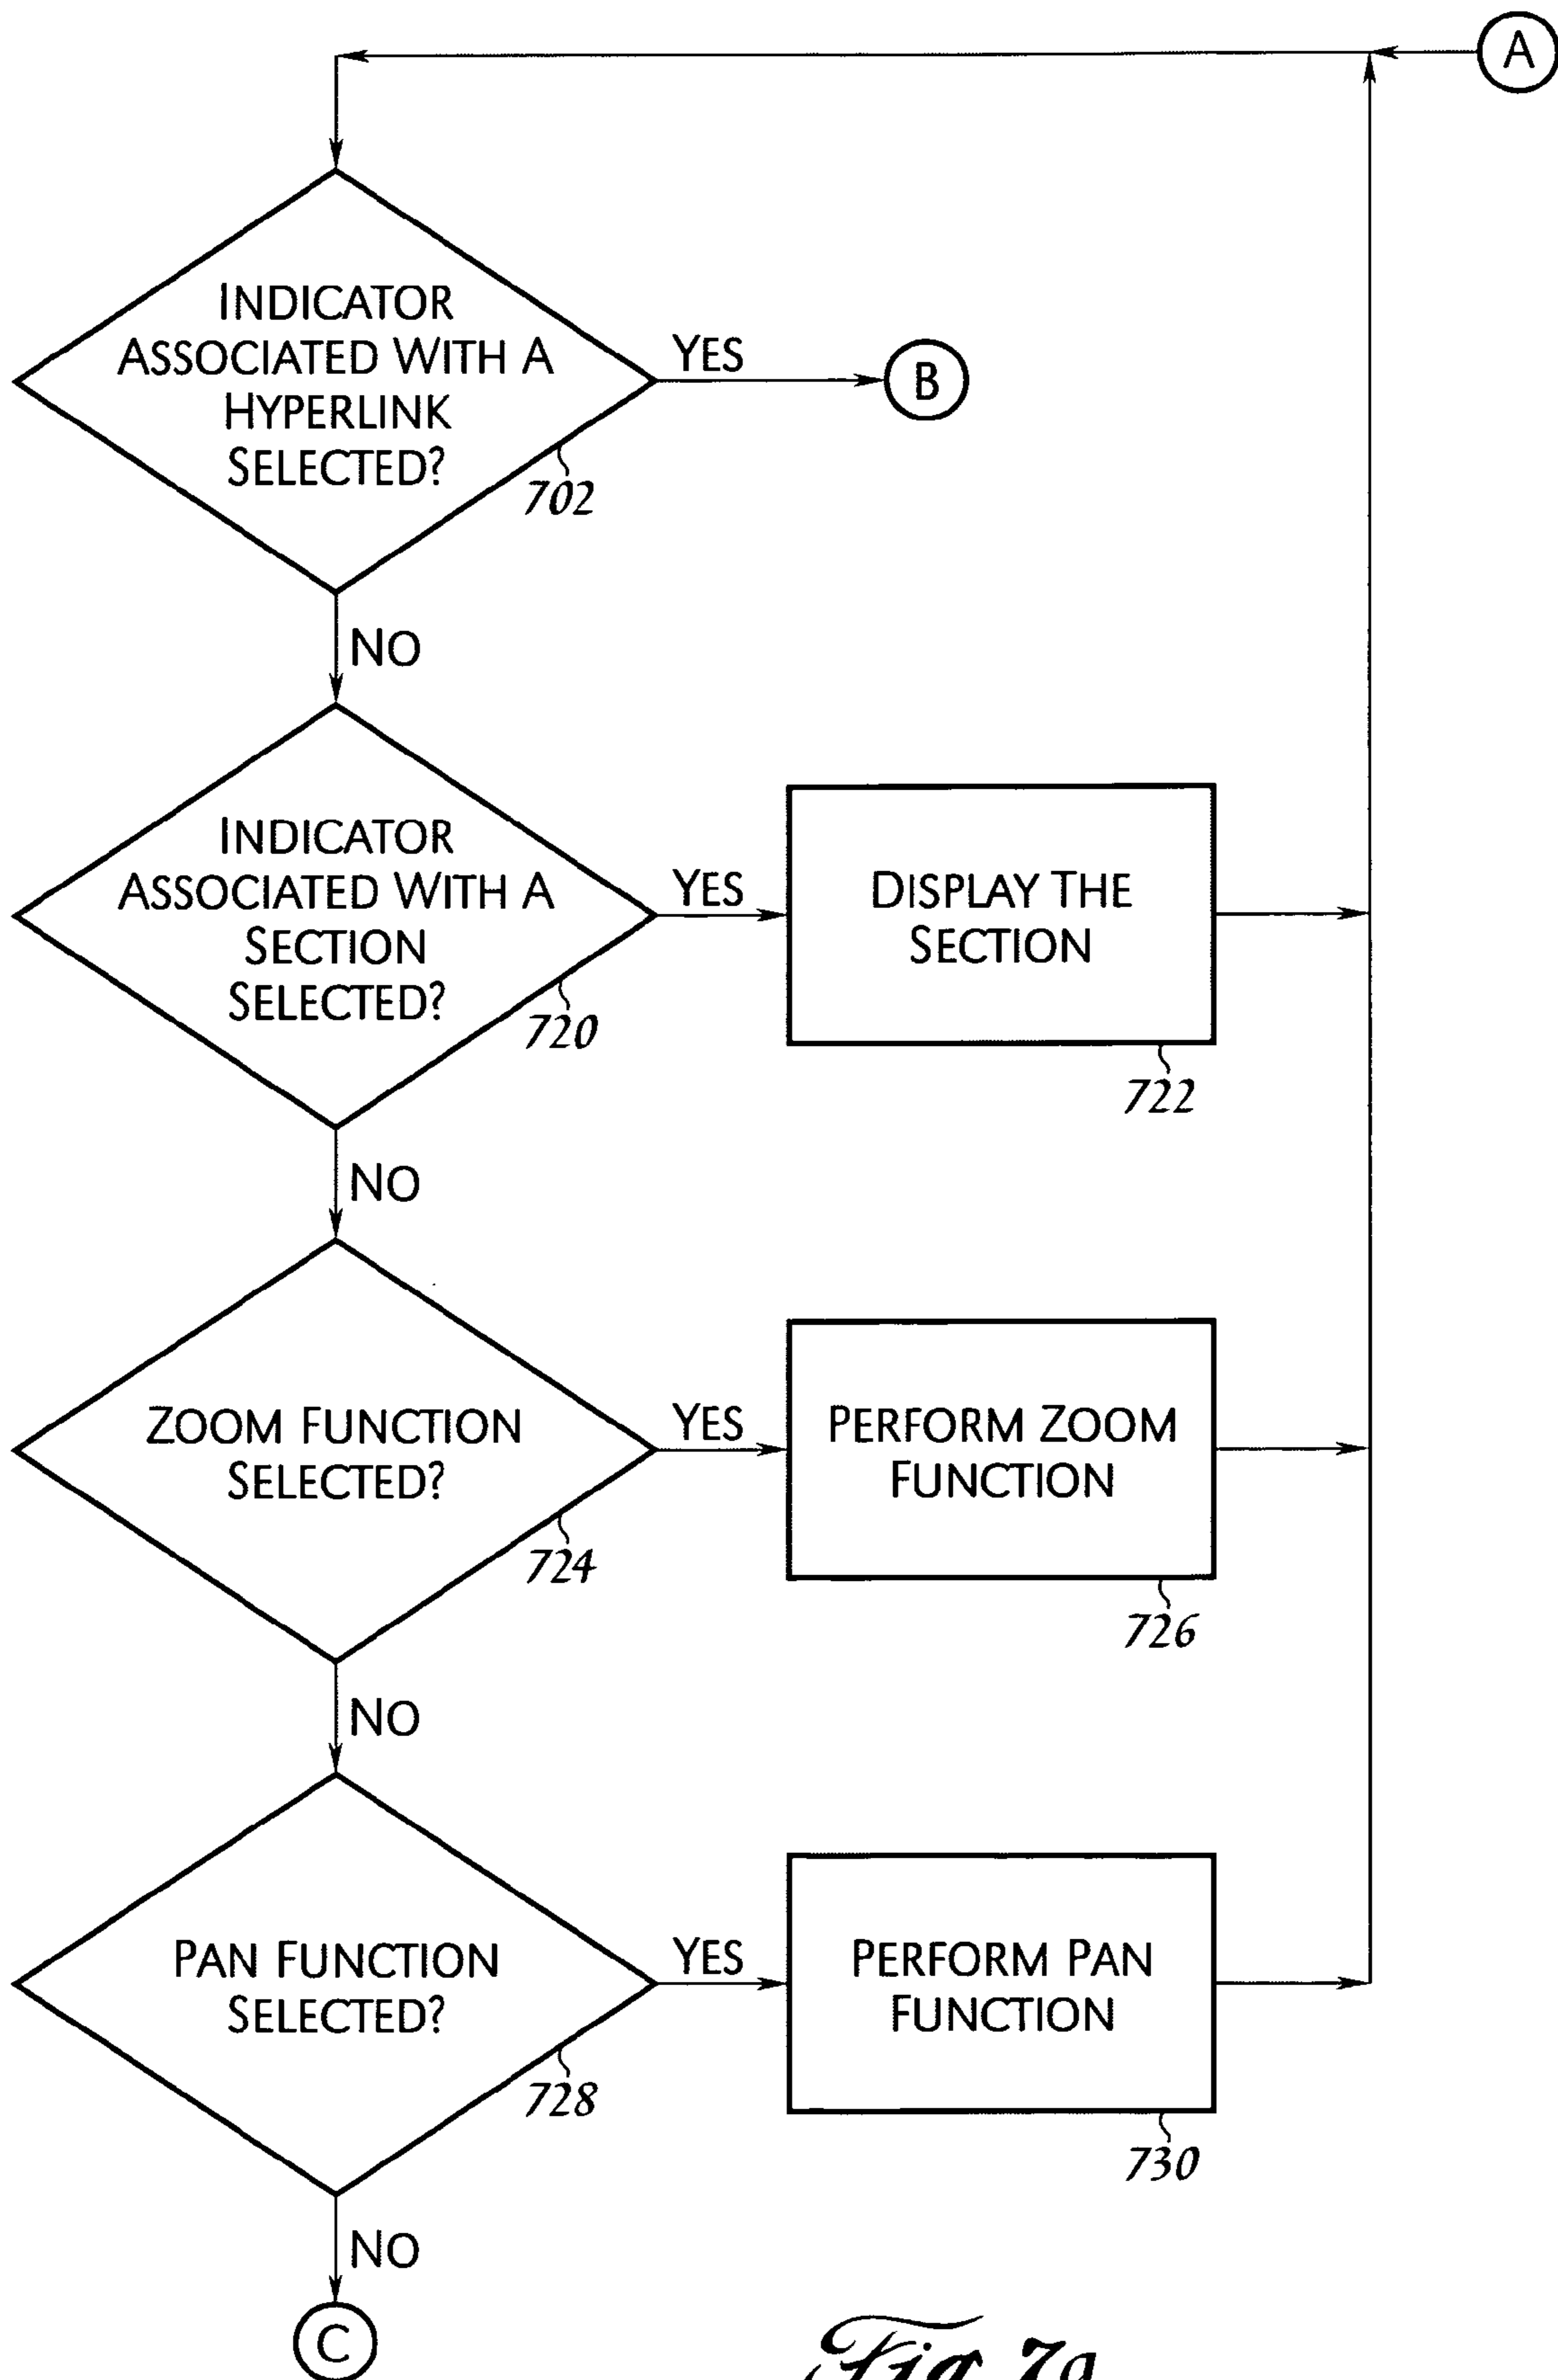 A
INDICATOR
ASSOCIATED WITH A
HYPERLINK
SELECTED?
YES
B
702
NO
INDICATOR
ASSOCIATED WITH A
SECTION
SELECTED?
YES
DISPLAY THE
SECTION
720
722
NO
ZOOM FUNCTION
SELECTED?
YES
PERFORM ZOOM
FUNCTION
724
726
NO
PAN FUNCTION
SELECTED?
YES
PERFORM PAN
FUNCTION
728
730
NO
C
Fig 7a